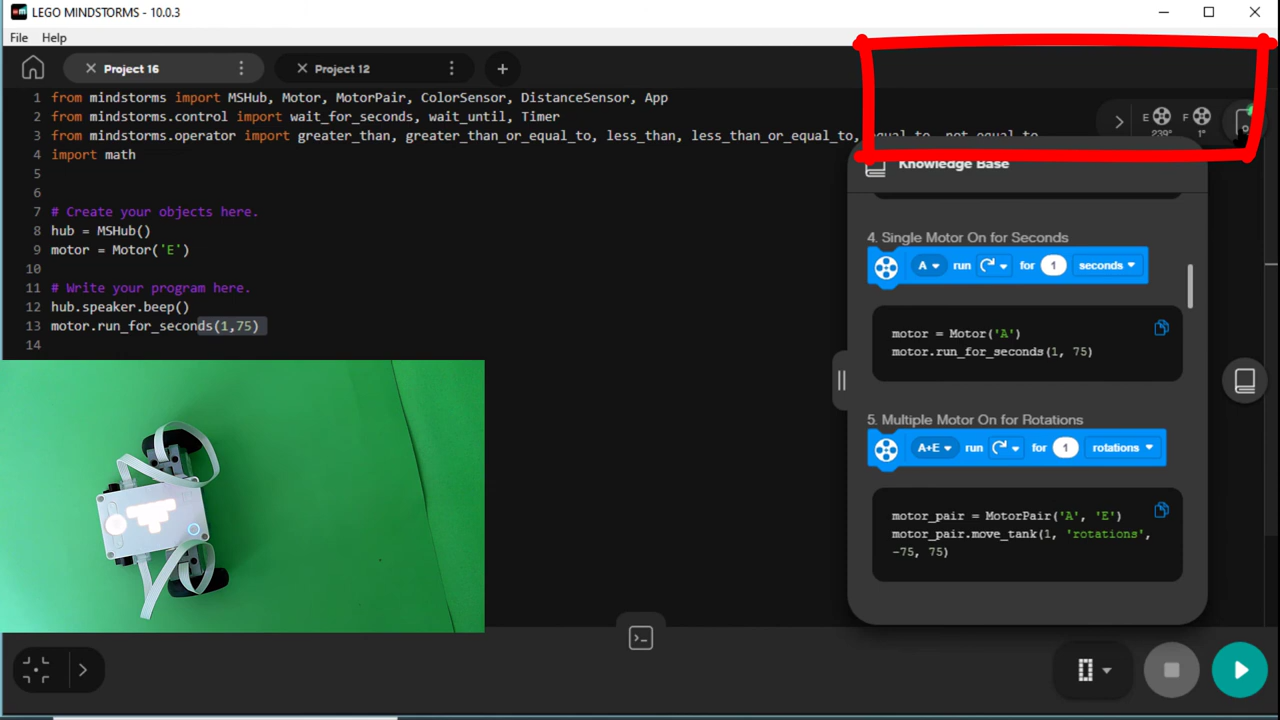 LEGO MINDSTORMS - 10.0.3
File Help
Project 16
Project 12
1 from mindstorms import MSHub, Motor, MotorPair, ColorSensor, DistanceSensor, App
2 from mindstorms.control import wait_for_seconds, wait_until, Timer
3 from mindstorms.operator import greater_than, greater_than_or_equal_to, less_than, less_than_or_equal_to, equal_to, not_equal_to
4 import math
5
6
7 # Create your objects here.
8 hub = MSHub()
9 motor = Motor('E')
10
11 # Write your program here.
12 hub.speaker.beep()
13 motor.run_for_seconds(1,75)
14
E F
239° 1°
Knowledge Base
4. Single Motor On for Seconds
A run for 1 seconds
motor = Motor('A')
motor.run_for_seconds(1, 75)
5. Multiple Motor On for Rotations
A+E run for 1 rotations
motor_pair = MotorPair('A', 'E')
motor_pair.move_tank(1, 'rotations',
-75, 75)